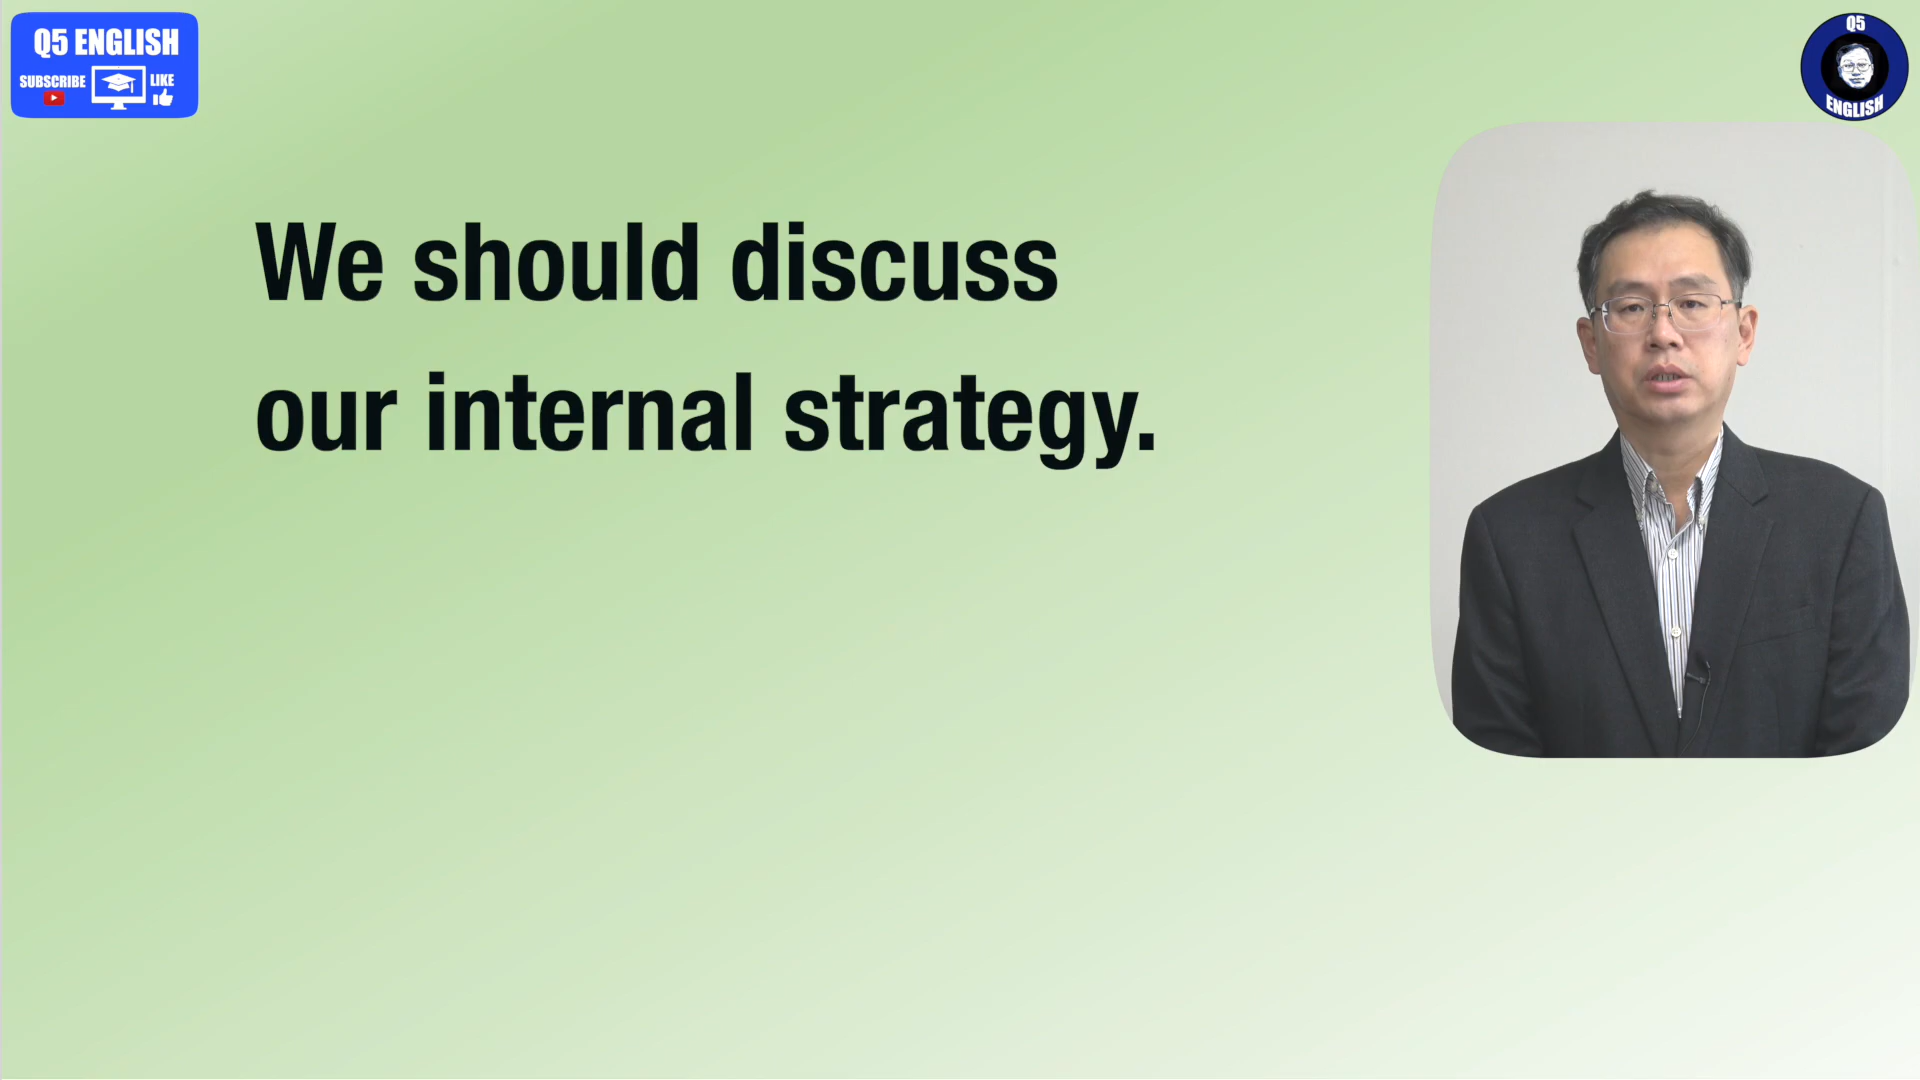 Q5 ENGLISH
SUBSCRIBE
LIKE
Q5
ENGLISH
We should discuss
our internal strategy.